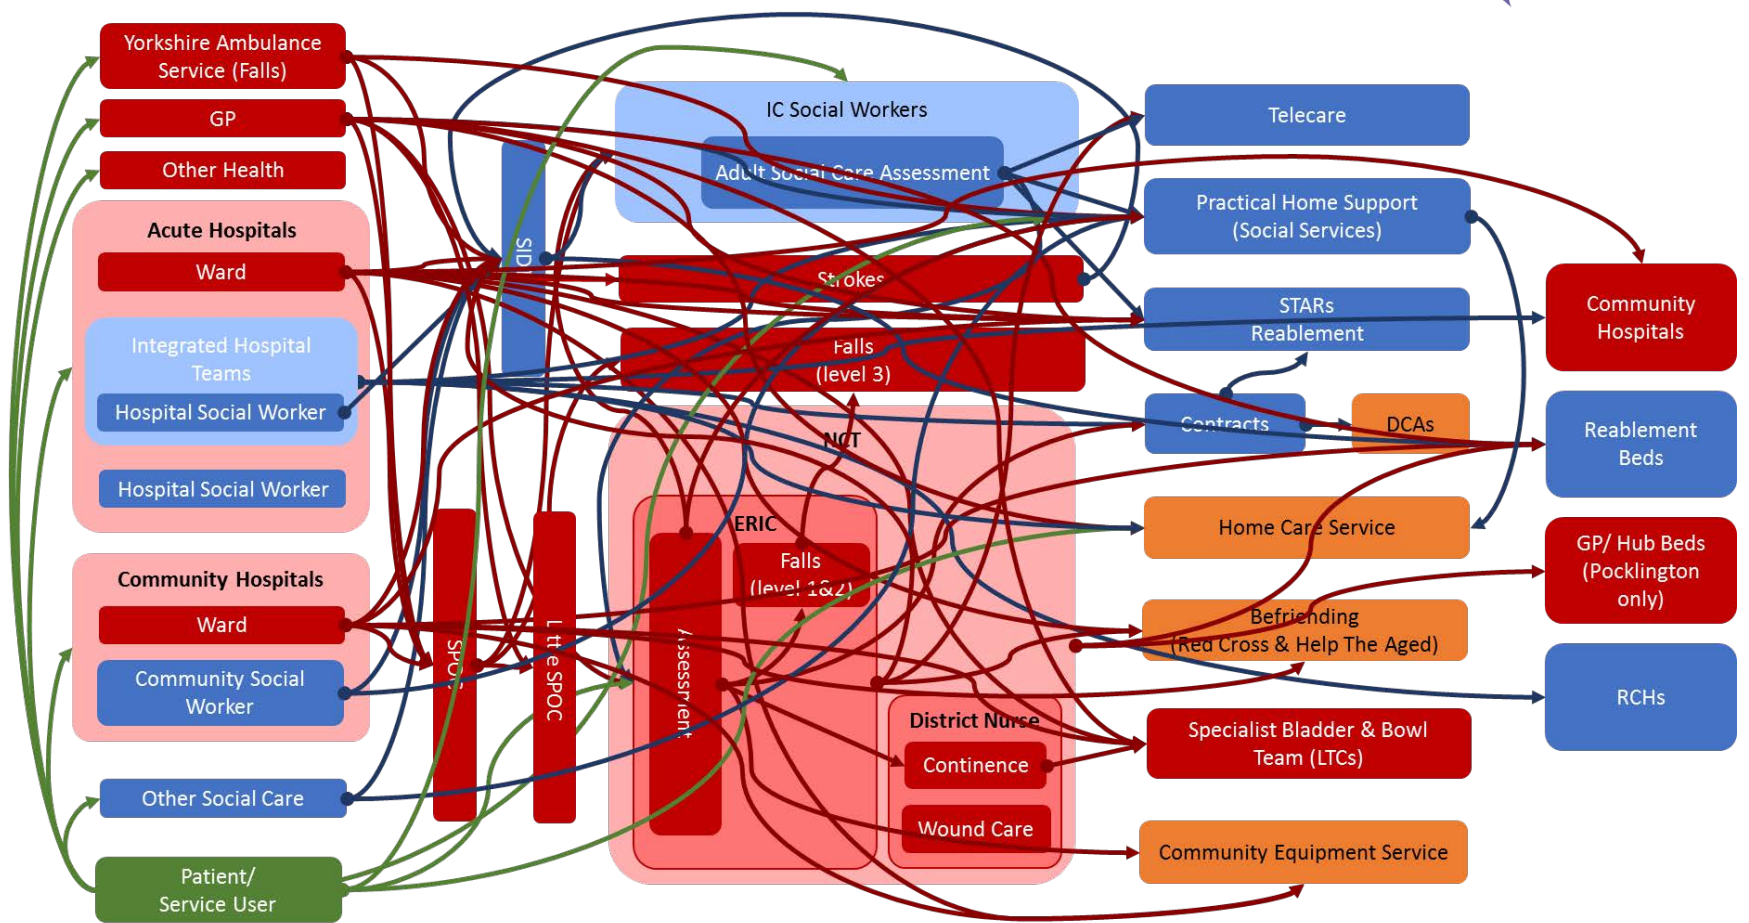 Yorkshire Ambulance
Service (Falls)
GP
Other Health
Acute Hospitals
Ward
Integrated Hospital
Teams
Hospital Social Worker
Hospital Social Worker
Community Hospitals
Ward
Community Social
Worker
Other Social Care
Patient/
Service User
SID
SPOC
Little SPOC
IC Social Workers
Adult Social Care Assessment
Strokes
Falls
(level 3)
NCT
ERIC
Assessment
Falls
(level 1&2)
District Nurse
Continence
Wound Care
Telecare
Practical Home Support
(Social Services)
STARs
Reablement
Contracts
DCAs
Home Care Service
Befriending
(Red Cross & Help The Aged)
Specialist Bladder & Bowl
Team (LTCs)
Community Equipment Service
Community
Hospitals
Reablement
Beds
GP/ Hub Beds
(Pocklington
only)
RCHs